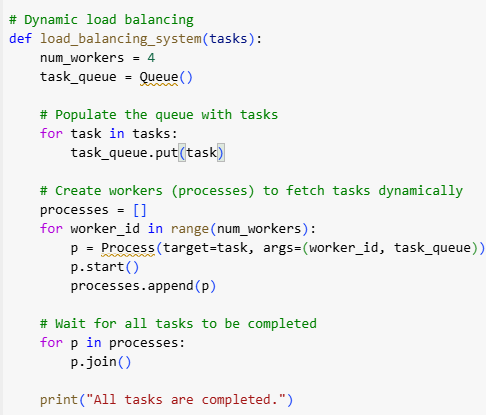 # Dynamic load balancing
def load_balancing_system(tasks):
    num_workers = 4
    task_queue = Queue()

    # Populate the queue with tasks
    for task in tasks:
        task_queue.put(task)

    # Create workers (processes) to fetch tasks dynamically
    processes = []
    for worker_id in range(num_workers):
        p = Process(target=task, args=(worker_id, task_queue))
        p.start()
        processes.append(p)

    # Wait for all tasks to be completed
    for p in processes:
        p.join()

    print("All tasks are completed.")